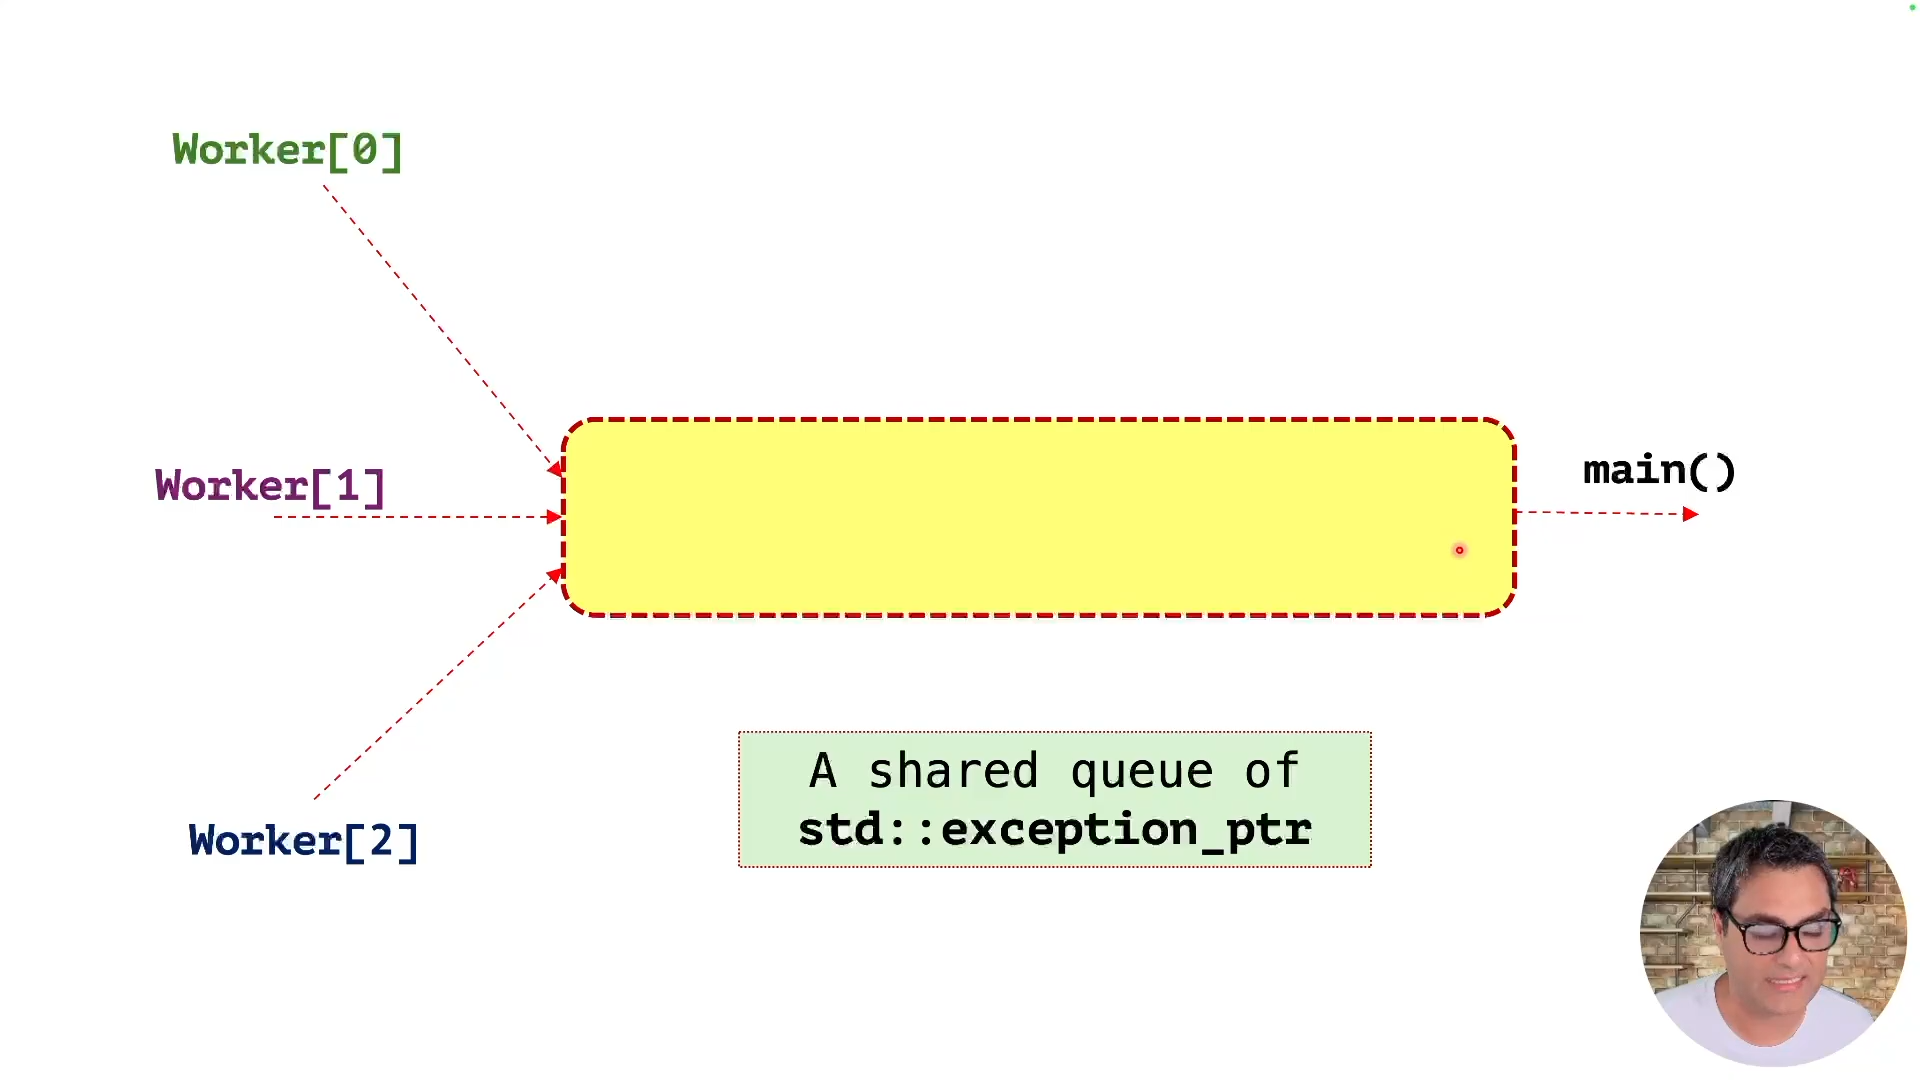 Worker[0]
Worker[1]
main()
A shared queue of
std::exception_ptr
Worker[2]